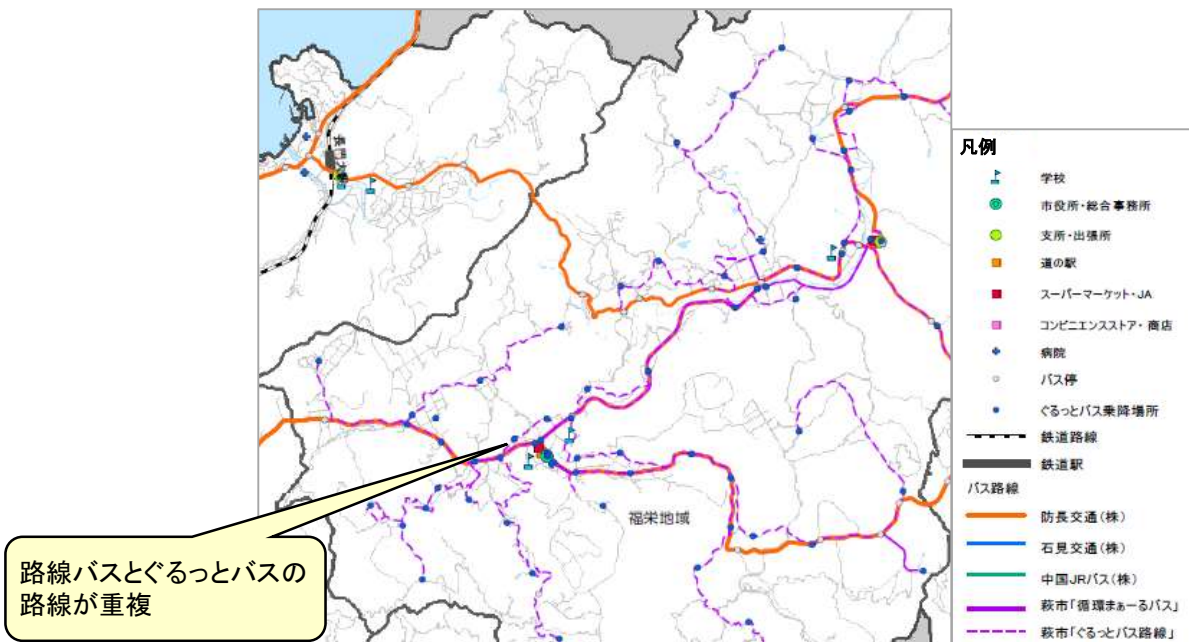 福栄地域
路線バスとぐるっとバスの
路線が重複
凡例
学校
市役所・総合事務所
支所・出張所
道の駅
スーパーマーケット・JA
コンビニエンスストア・商店
病院
バス停
ぐるっとバス乗降場所
鉄道路線
鉄道駅
バス路線
防長交通(株)
石見交通(株)
中国JRバス(株)
萩市「循環まぁーるバス」
萩市「ぐるっとバス路線」